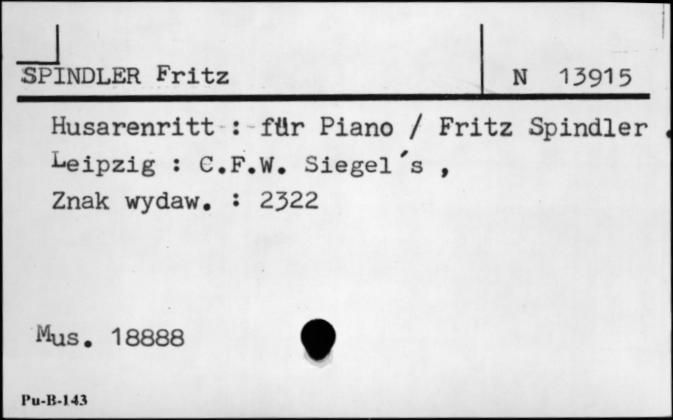 SPINDLER Fritz
N 13915
Husarenritt : für Piano / Fritz Spindler .
Leipzig : C.F.W. Siegel´s ,
Znak wydaw. : 2322
Mus. 18888
Pu-B-143